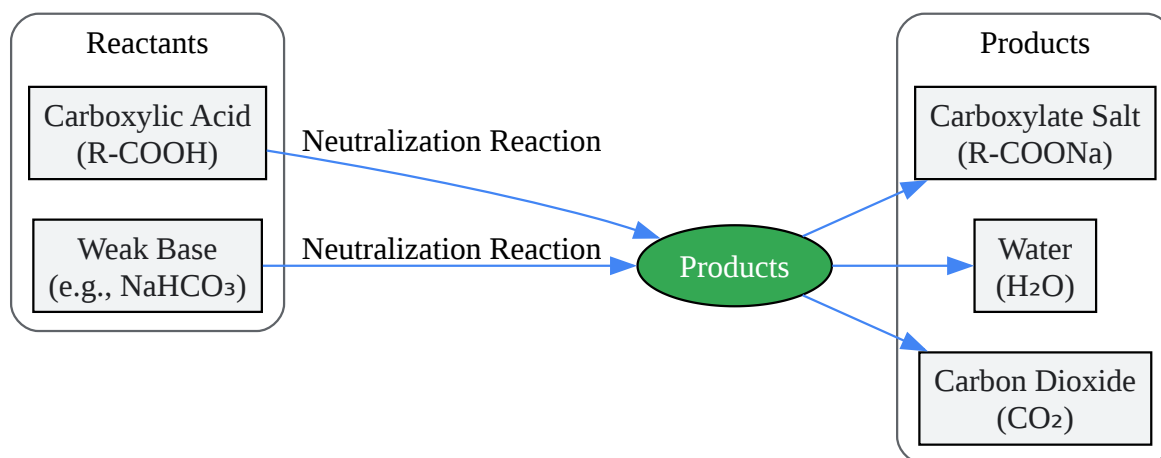 Reactants
Carboxylic Acid
(R-COOH)
Weak Base
(e.g., NaHCO₃)
Neutralization Reaction
Neutralization Reaction
Products
Products
Carboxylate Salt
(R-COONa)
Water
(H₂O)
Carbon Dioxide
(CO₂)